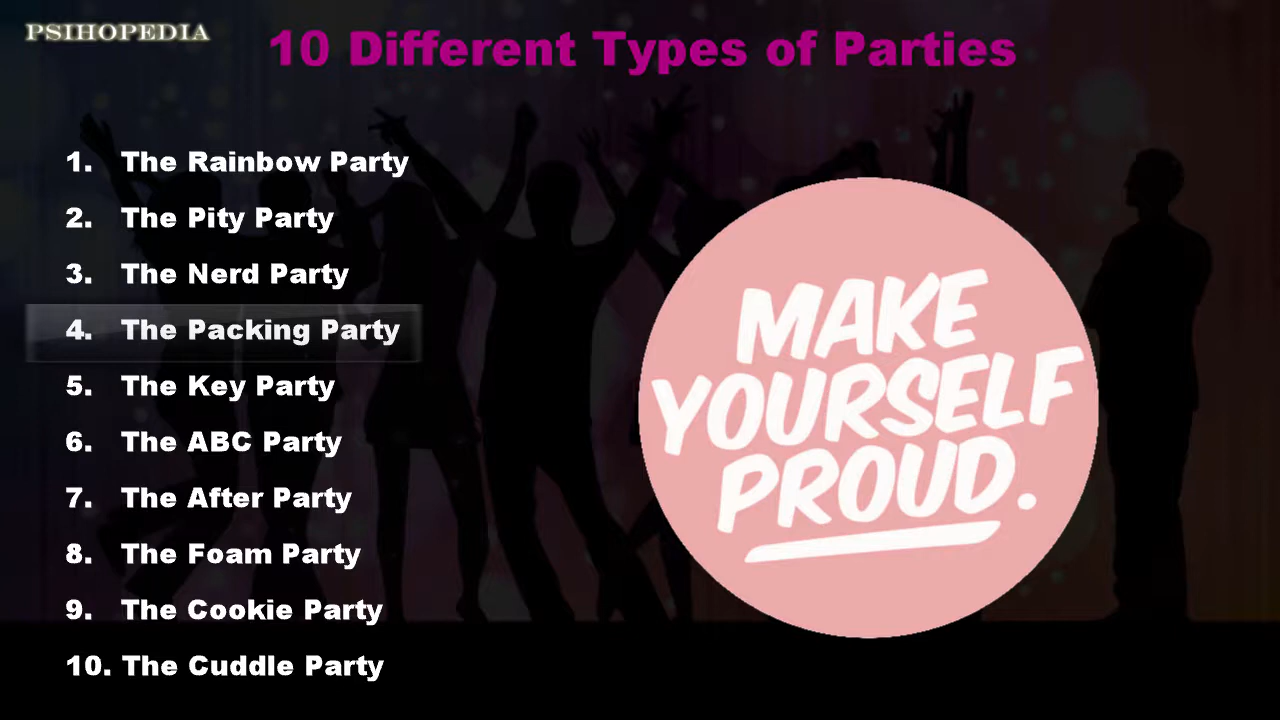 PSIHOPEDIA
10 Different Types of Parties
1. The Rainbow Party
2. The Pity Party
3. The Nerd Party
4. The Packing Party
5. The Key Party
6. The ABC Party
7. The After Party
8. The Foam Party
9. The Cookie Party
10. The Cuddle Party
MAKE
YOURSELF
PROUD.